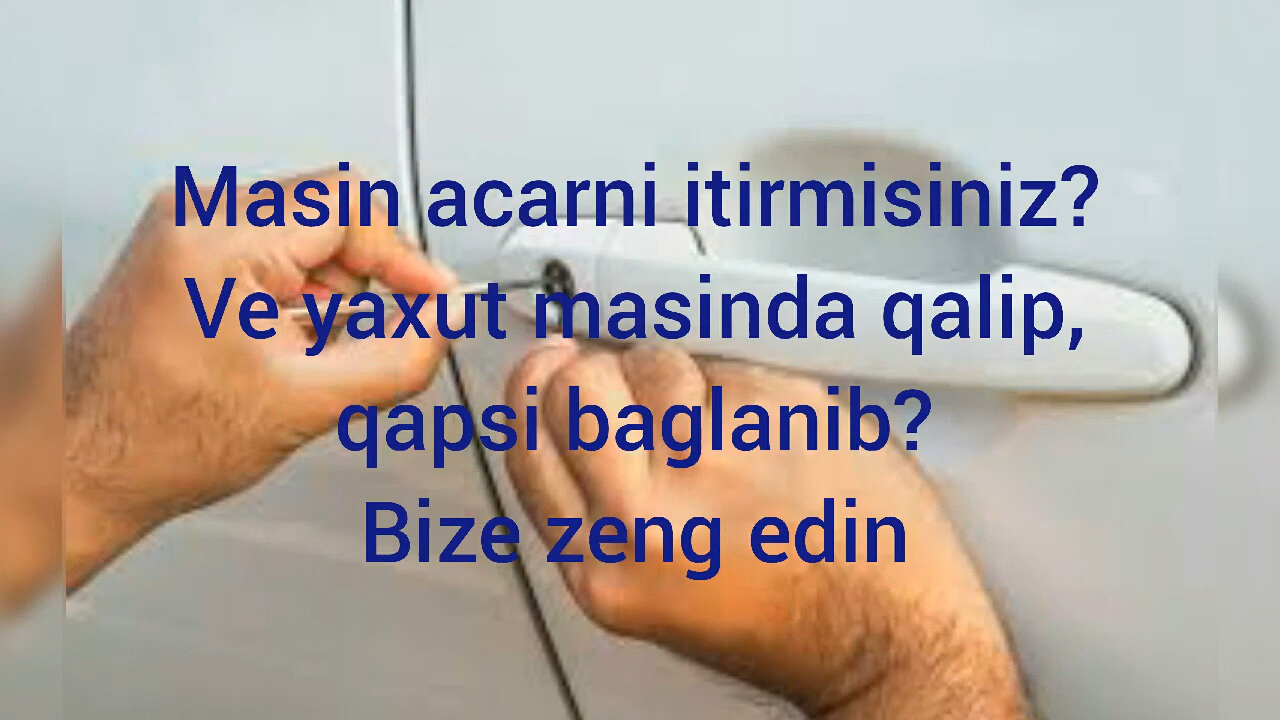 Masin acarni itirmisiniz?
Ve yaxut masinda qalip,
qapsi baglanib?
Bize zeng edin